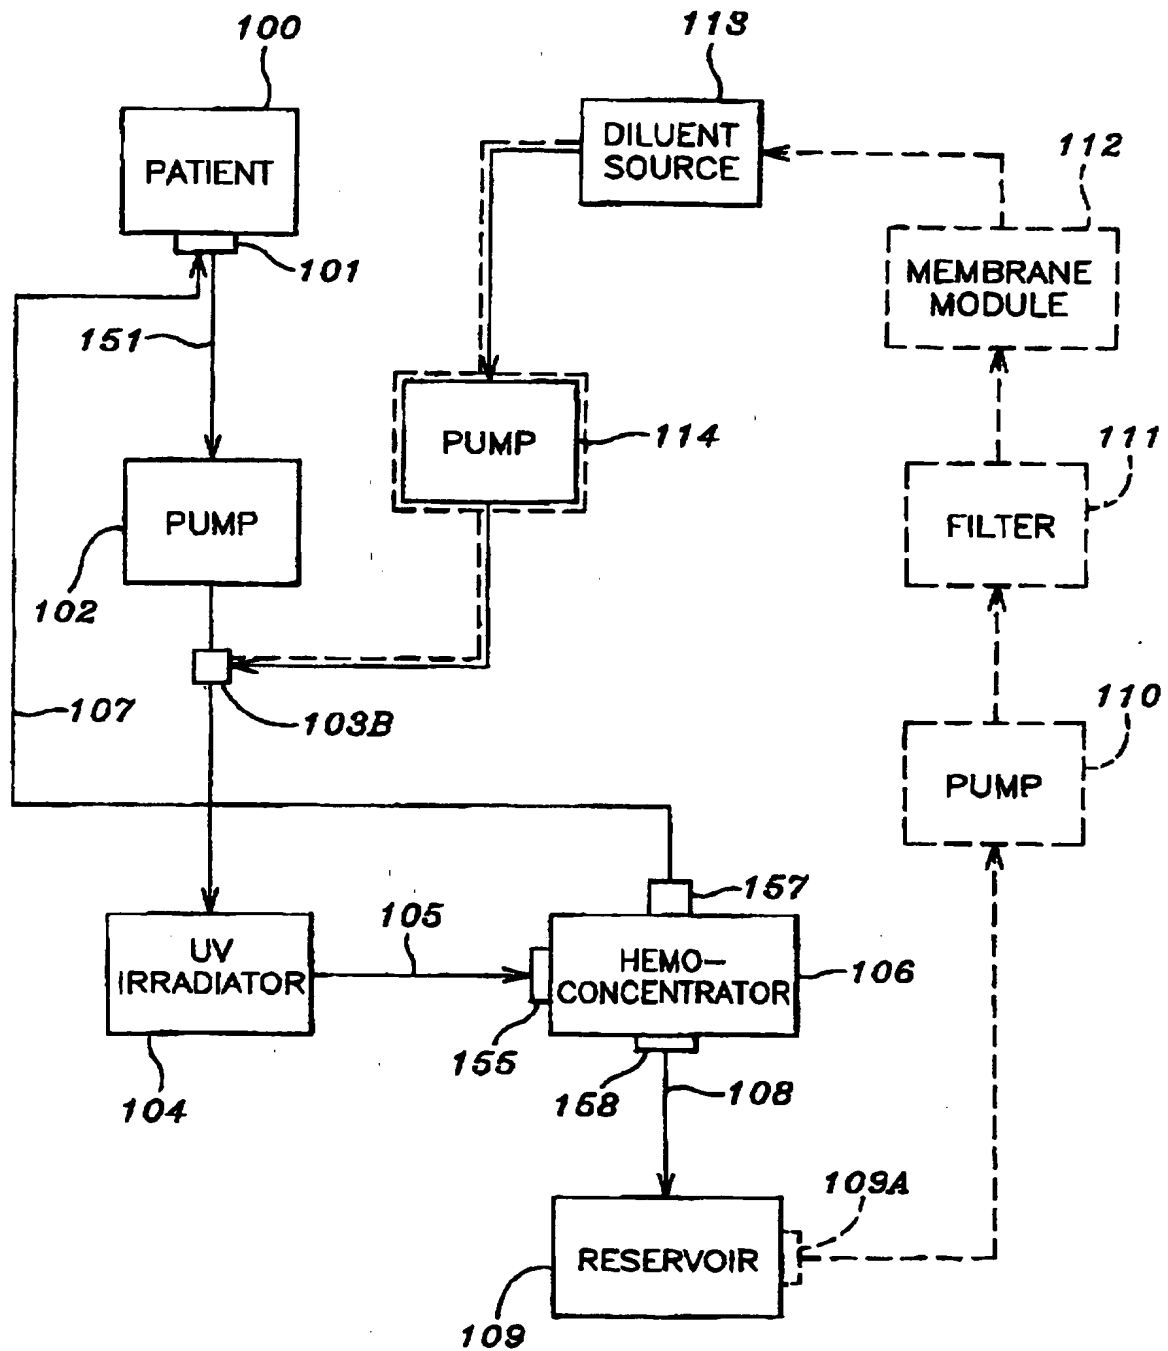 100
113
PATIENT
DILUENT
SOURCE
112
101
MEMBRANE
MODULE
151
PUMP
114
111
PUMP
FILTER
102
107
103B
110
PUMP
157
UV
IRRADIATOR
105
HEMO-
CONCENTRATOR
106
155
158
108
104
109A
RESERVOIR
109